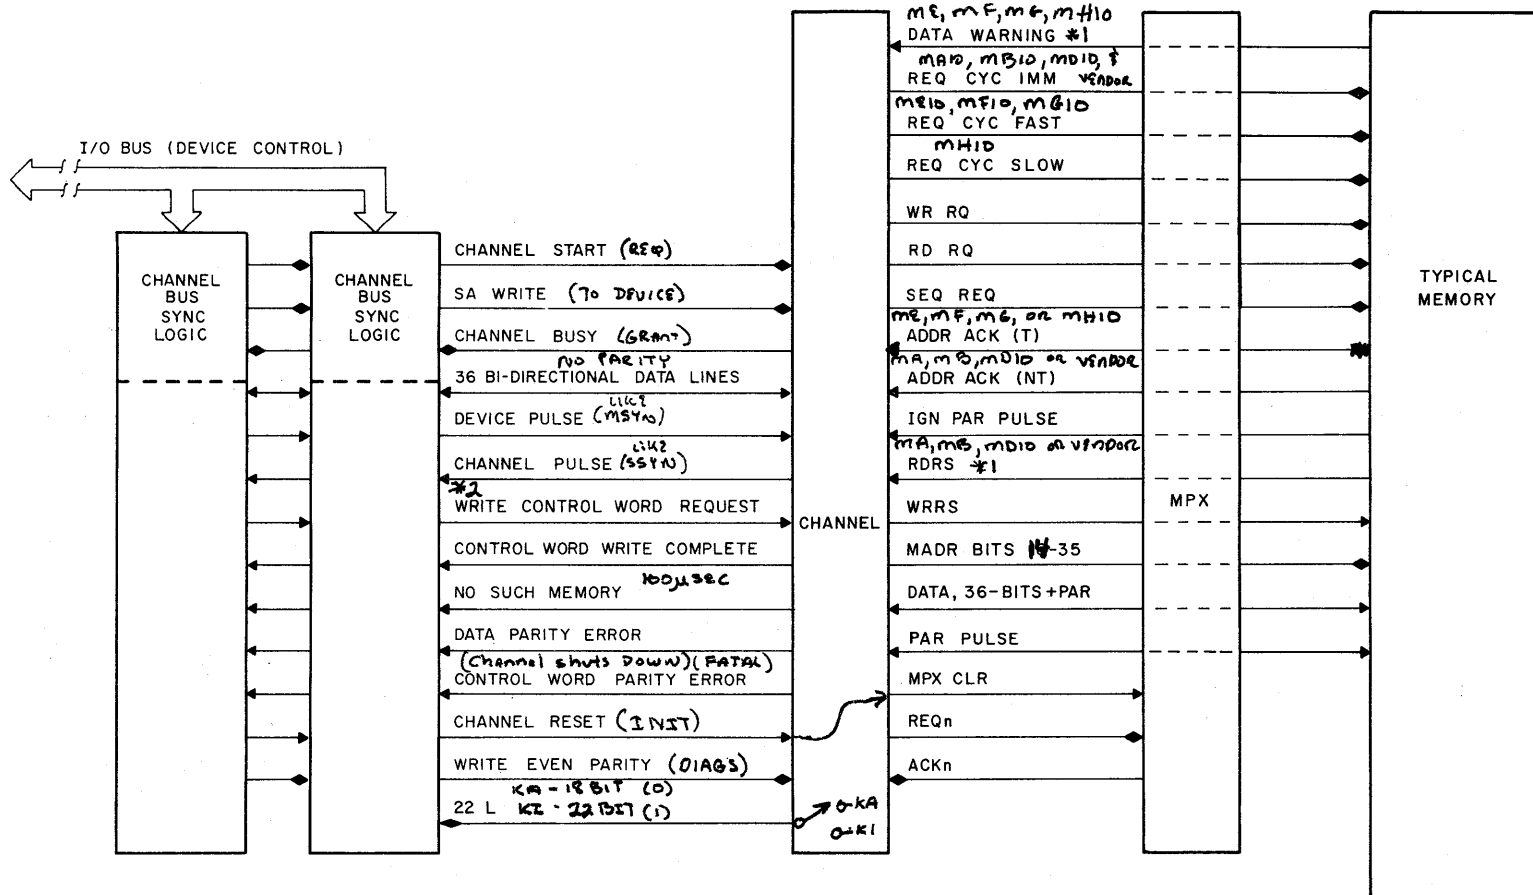 I/O BUS (DEVICE CONTROL)
CHANNEL
BUS
SYNC
LOGIC
CHANNEL
BUS
SYNC
LOGIC
CHANNEL START (REQ)
SA WRITE (TO DEVICE)
CHANNEL BUSY (GRANT)
NO PARITY
36 BI-DIRECTIONAL DATA LINES
LIKE
DEVICE PULSE (MSYN)
LIKE
CHANNEL PULSE (SSYN)
*2
WRITE CONTROL WORD REQUEST
CONTROL WORD WRITE COMPLETE
NO SUCH MEMORY 100µSEC
DATA PARITY ERROR
(Channel shuts DOWN) (FATAL)
CONTROL WORD PARITY ERROR
CHANNEL RESET (INIT)
WRITE EVEN PARITY (DIAGS)
KA - 18 BIT (0)
22 L KI - 22 BIT (1)
CHANNEL
KA
KI
ME, MF, MG, MH10
DATA WARNING *1
MA10, MB10, MD10, &
REQ CYC IMM VENDOR
ME10, MF10, MG10
REQ CYC FAST
MH10
REQ CYC SLOW
WR RQ
RD RQ
SEQ REQ
ME, MF, MG, OR MH10
ADDR ACK (T)
MA, MB, MD10 OR VENDOR
ADDR ACK (NT)
IGN PAR PULSE
MA, MB, MD10 OR VENDOR
RDRS *1
WRRS
MADR BITS 14-35
DATA, 36-BITS+PAR
PAR PULSE
MPX CLR
REQn
ACKn
MPX
TYPICAL
MEMORY